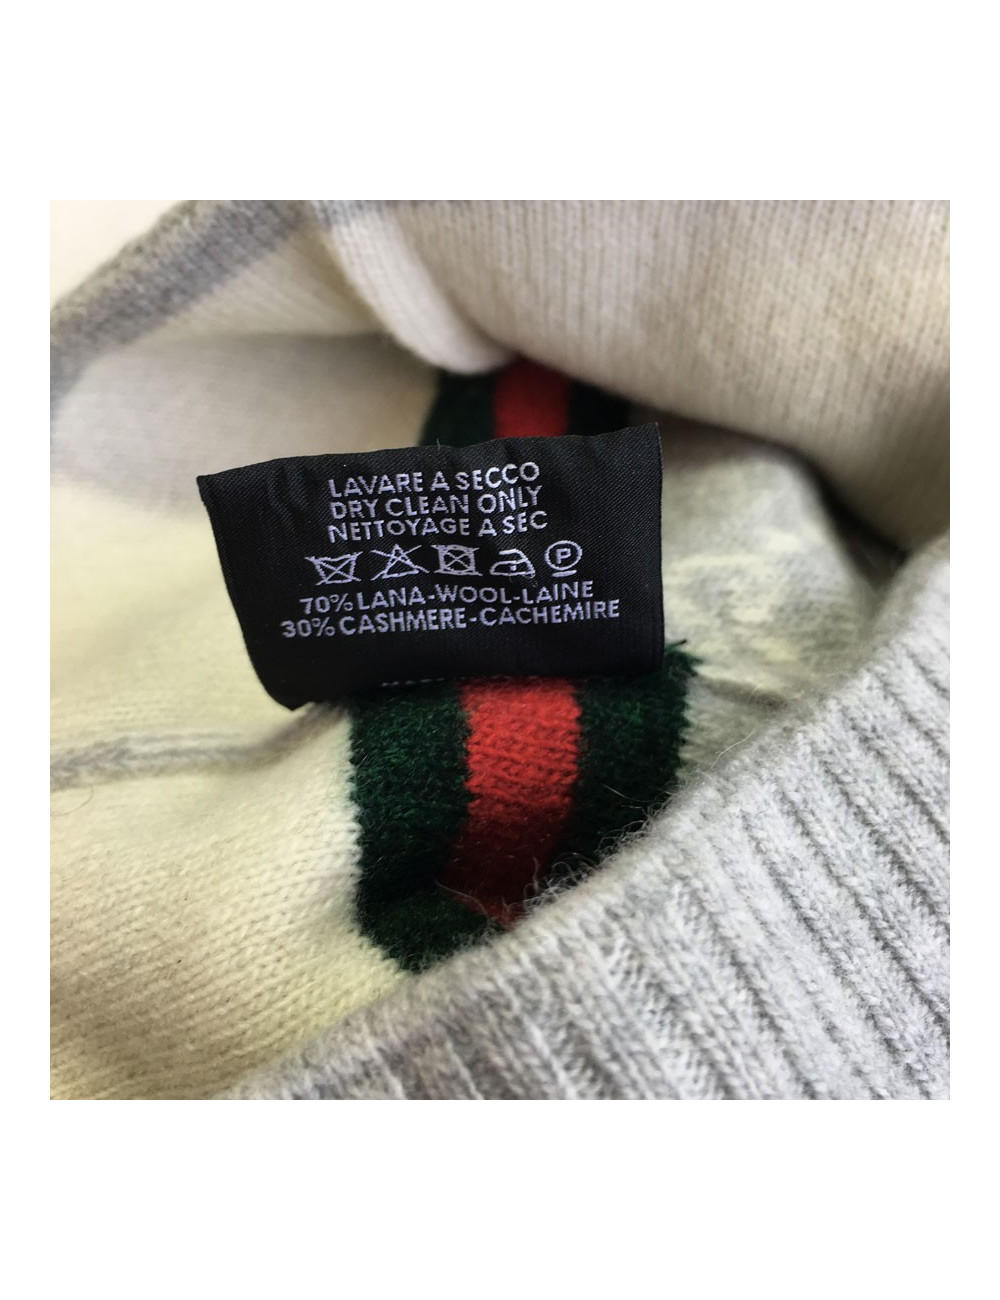 LAVARE A SECCO
DRY CLEAN ONLY
NETTOYAGE A SEC
P
70% LANA-WOOL-LAINE
30% CASHMERE-CACHEMIRE